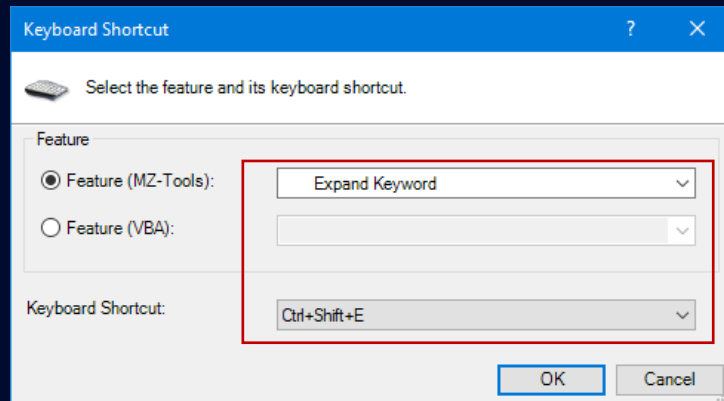 Keyboard Shortcut ?
Select the feature and its keyboard shortcut.
Feature
Feature (MZ-Tools): Expand Keyword
Feature (VBA):
Keyboard Shortcut: Ctrl+Shift+E
OK Cancel